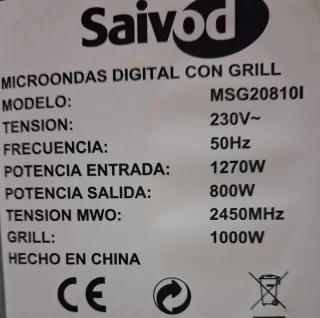 Saivod
MICROONDAS DIGITAL CON GRILL
MODELO: MSG20810I
TENSION: 230V~
FRECUENCIA: 50Hz
POTENCIA ENTRADA: 1270W
POTENCIA SALIDA: 800W
TENSION MWO: 2450MHz
GRILL: 1000W
HECHO EN CHINA
CE